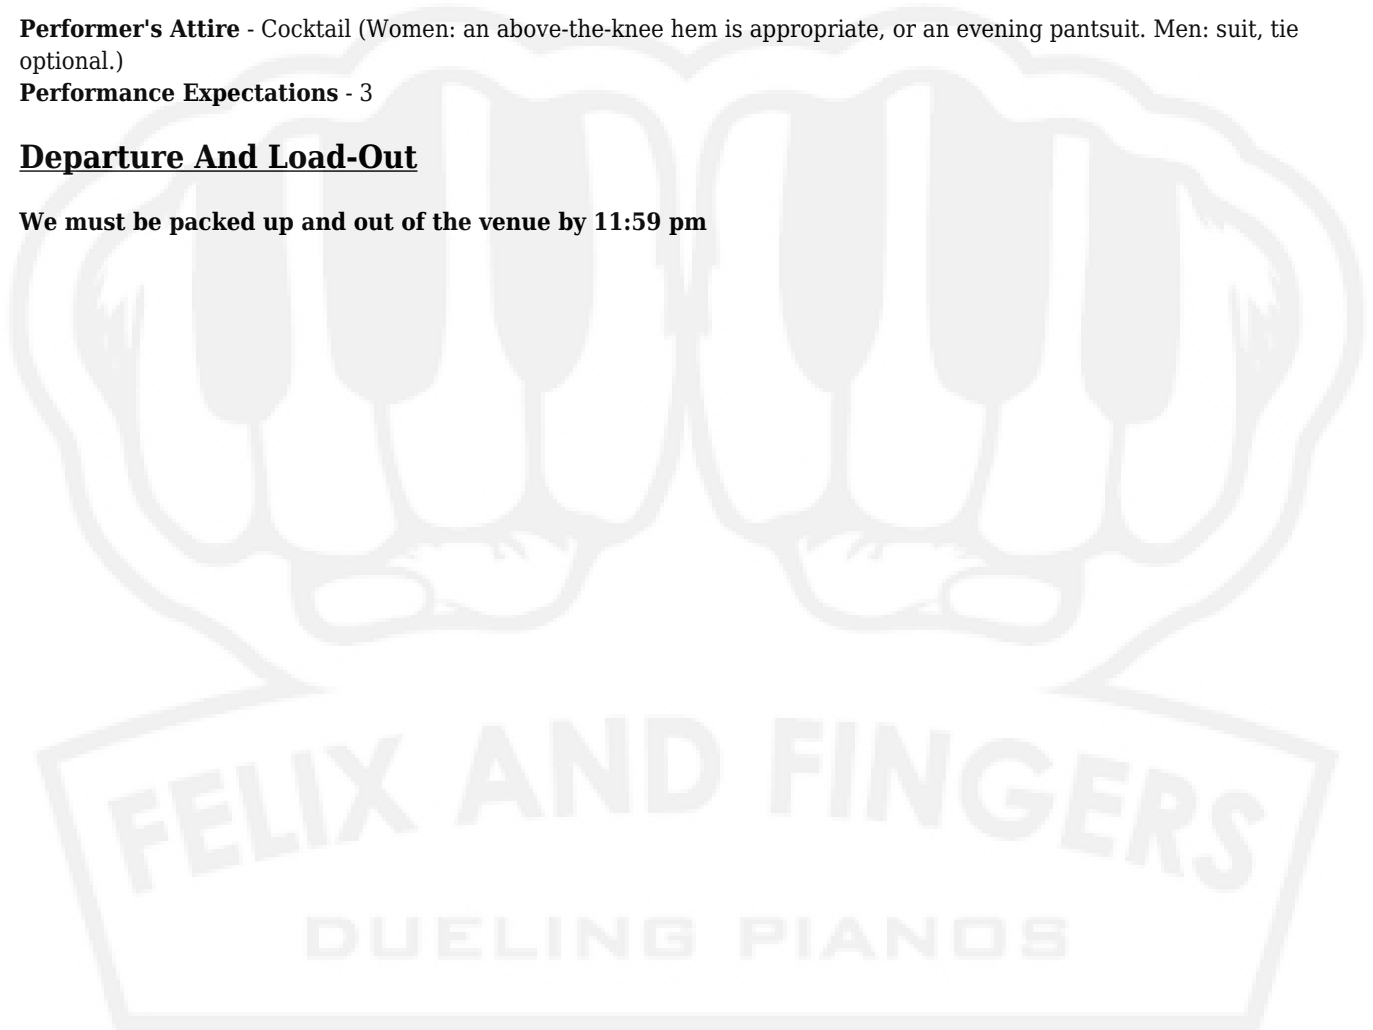 Performer's Attire - Cocktail (Women: an above-the-knee hem is appropriate, or an evening pantsuit. Men: suit, tie
optional.)
Performance Expectations - 3
Departure And Load-Out
We must be packed up and out of the venue by 11:59 pm
FELIX AND FINGERS
DUELING PIANOS